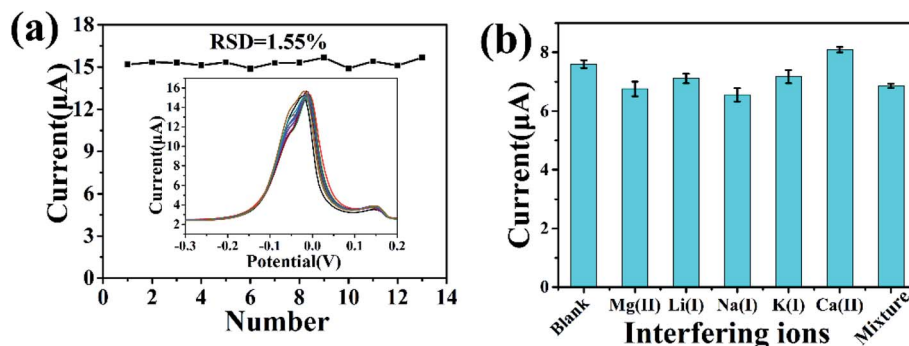 (a)
RSD=1.55%
Current(μA)
18
15
12
9
6
3
0
0 2 4 6 8 10 12 14
Number
Current(μA)
16
14
12
10
8
6
4
2
-0.3 -0.2 -0.1 0.0 0.1 0.2
Potential(V)
(b)
Current(μA)
8
6
4
2
0
Blank Mg(II) Li(I) Na(I) K(I) Ca(II) Mixture
Interfering ions